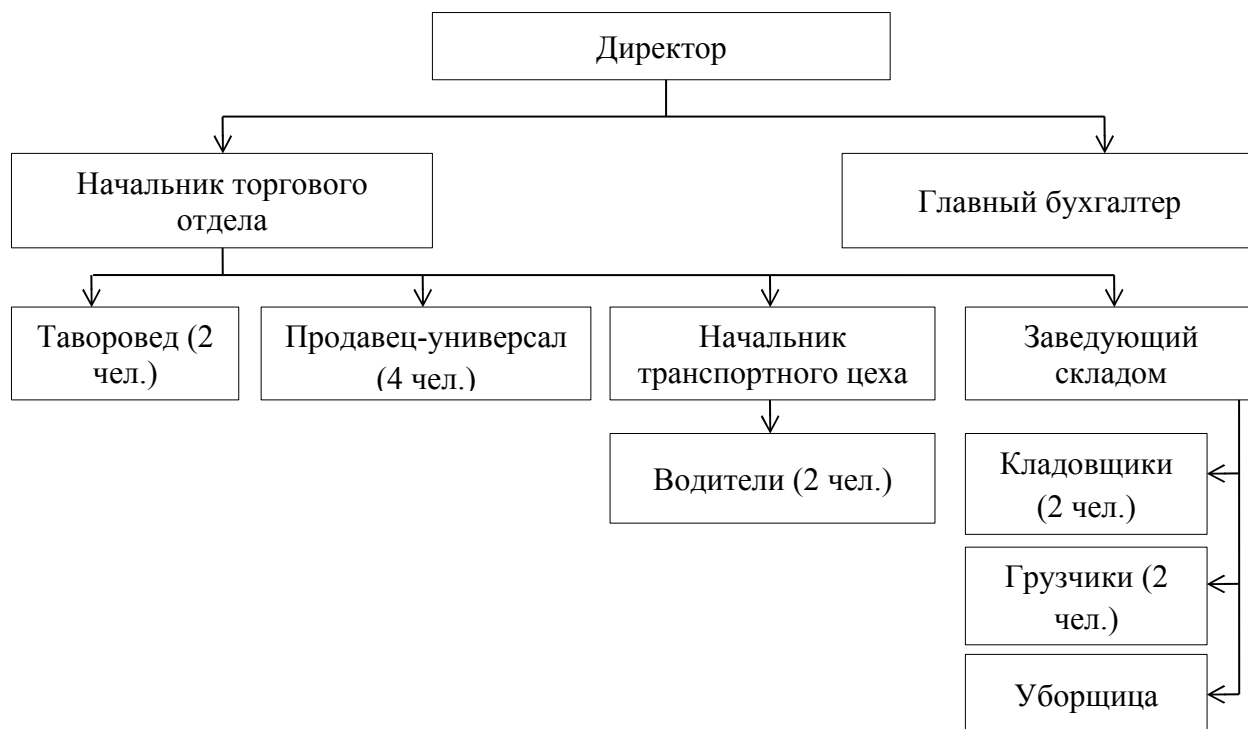 Директор
Начальник торгового
отдела
Главный бухгалтер
Таворовед (2
чел.)
Продавец-универсал
(4 чел.)
Начальник
транспортного цеха
Заведующий
складом
Водители (2 чел.)
Кладовщики
(2 чел.)
Грузчики (2
чел.)
Уборщица